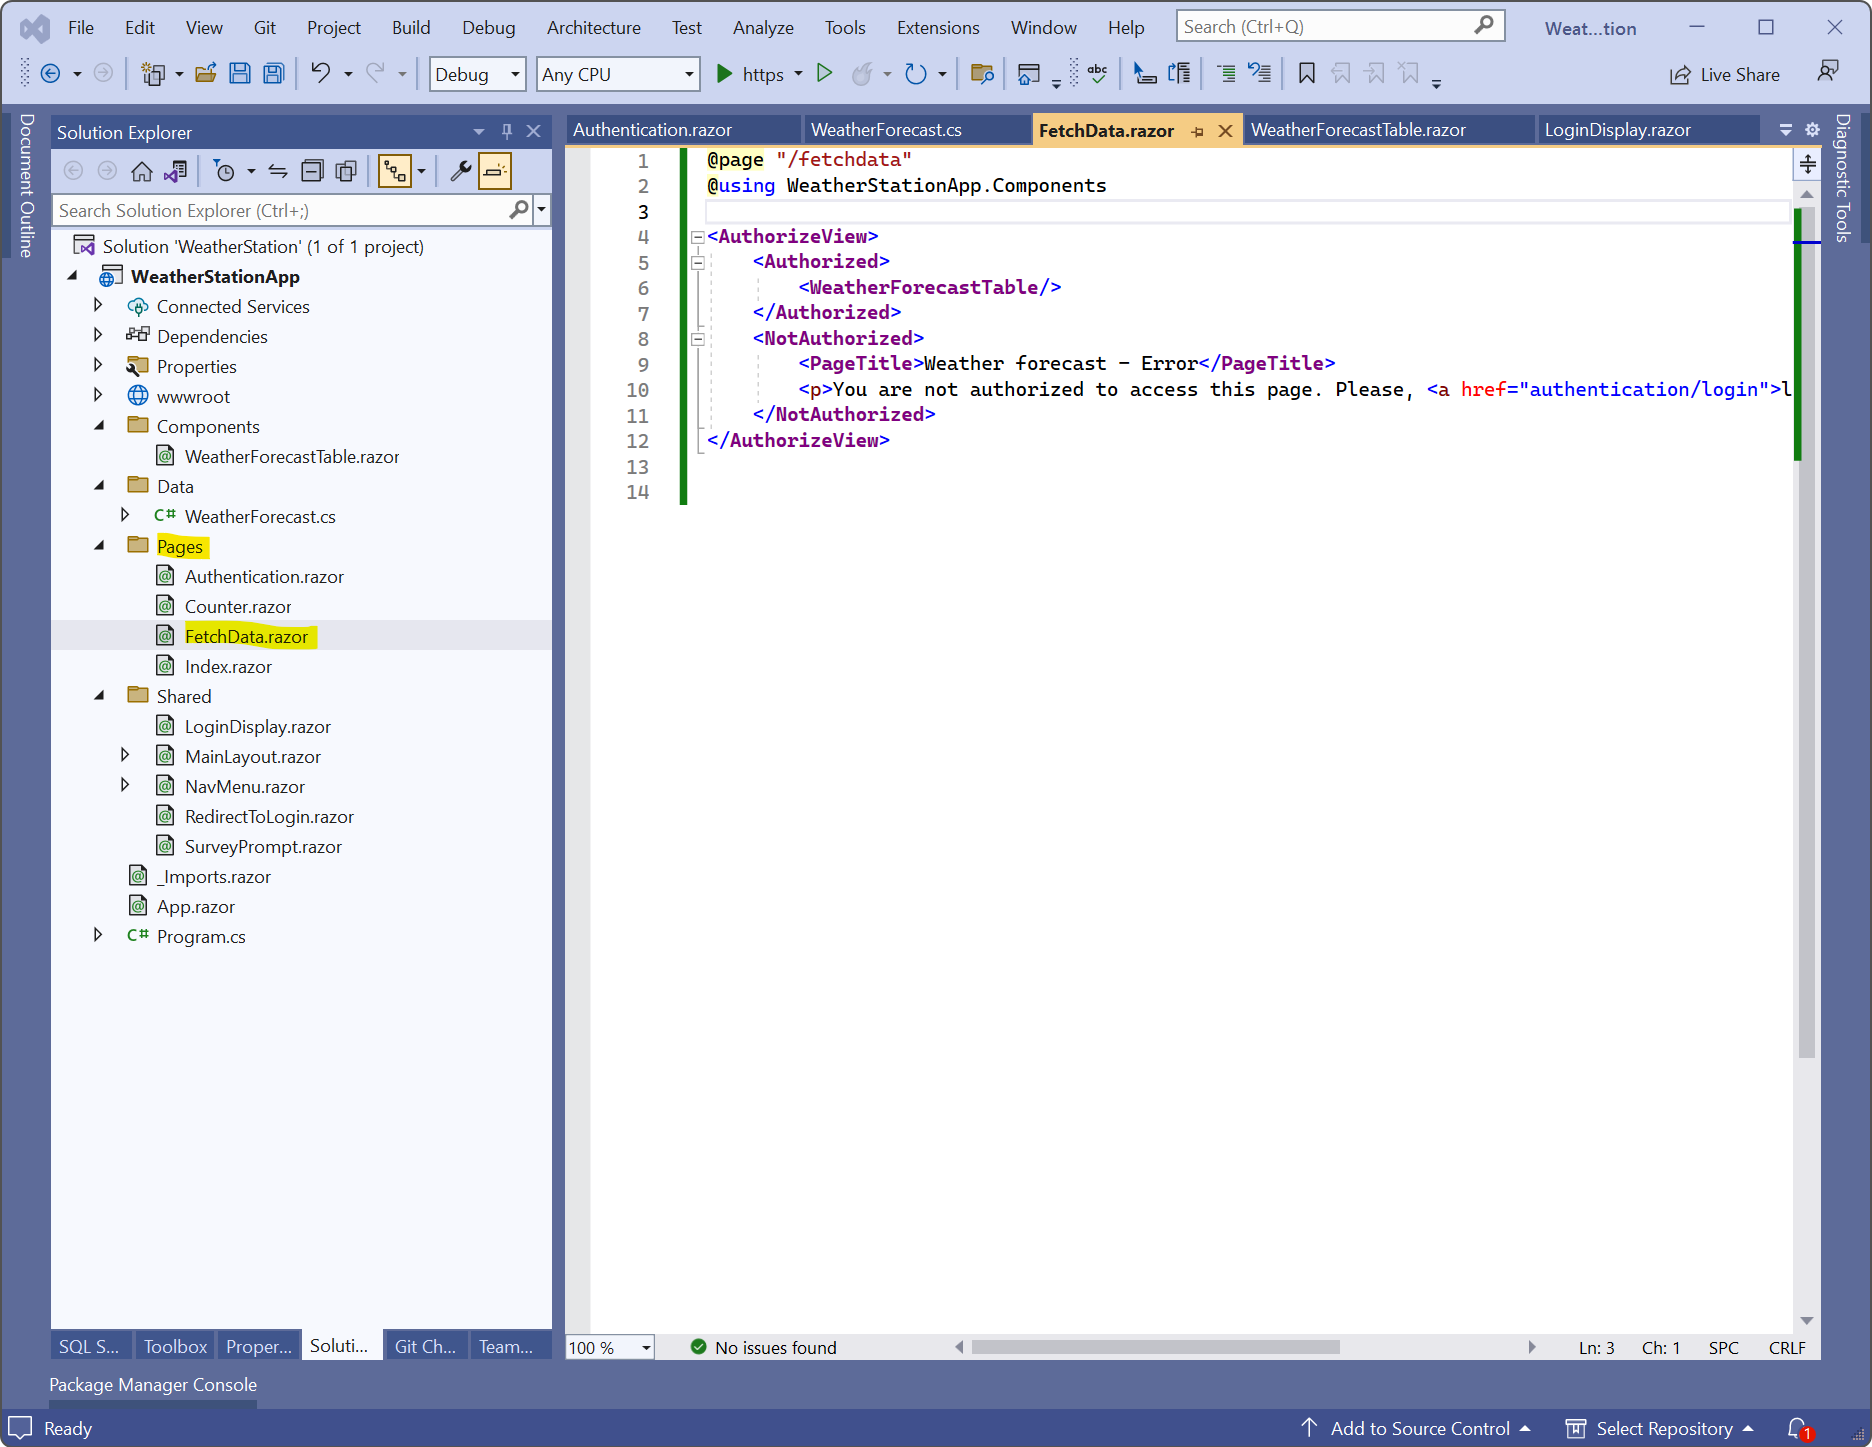 File Edit View Git Project Build Debug Architecture Test Analyze Tools Extensions Window Help Search (Ctrl+Q) Weat...tion
Debug Any CPU https abc Live Share
Document Outline
Solution Explorer
Search Solution Explorer (Ctrl+;)
Solution 'WeatherStation' (1 of 1 project)
WeatherStationApp
Connected Services
Dependencies
Properties
wwwroot
Components
WeatherForecastTable.razor
Data
C# WeatherForecast.cs
Pages
Authentication.razor
Counter.razor
FetchData.razor
Index.razor
Shared
LoginDisplay.razor
MainLayout.razor
NavMenu.razor
RedirectToLogin.razor
SurveyPrompt.razor
_Imports.razor
App.razor
C# Program.cs
SQL S... Toolbox Proper... Soluti... Git Ch... Team...
Authentication.razor WeatherForecast.cs FetchData.razor WeatherForecastTable.razor LoginDisplay.razor
1 @page "/fetchdata"
2 @using WeatherStationApp.Components
3
4 <AuthorizeView>
5 <Authorized>
6 <WeatherForecastTable/>
7 </Authorized>
8 <NotAuthorized>
9 <PageTitle>Weather forecast - Error</PageTitle>
10 <p>You are not authorized to access this page. Please, <a href="authentication/login">l
11 </NotAuthorized>
12 </AuthorizeView>
13
14
100 % No issues found Ln: 3 Ch: 1 SPC CRLF
Diagnostic Tools
Package Manager Console
Ready Add to Source Control Select Repository 1